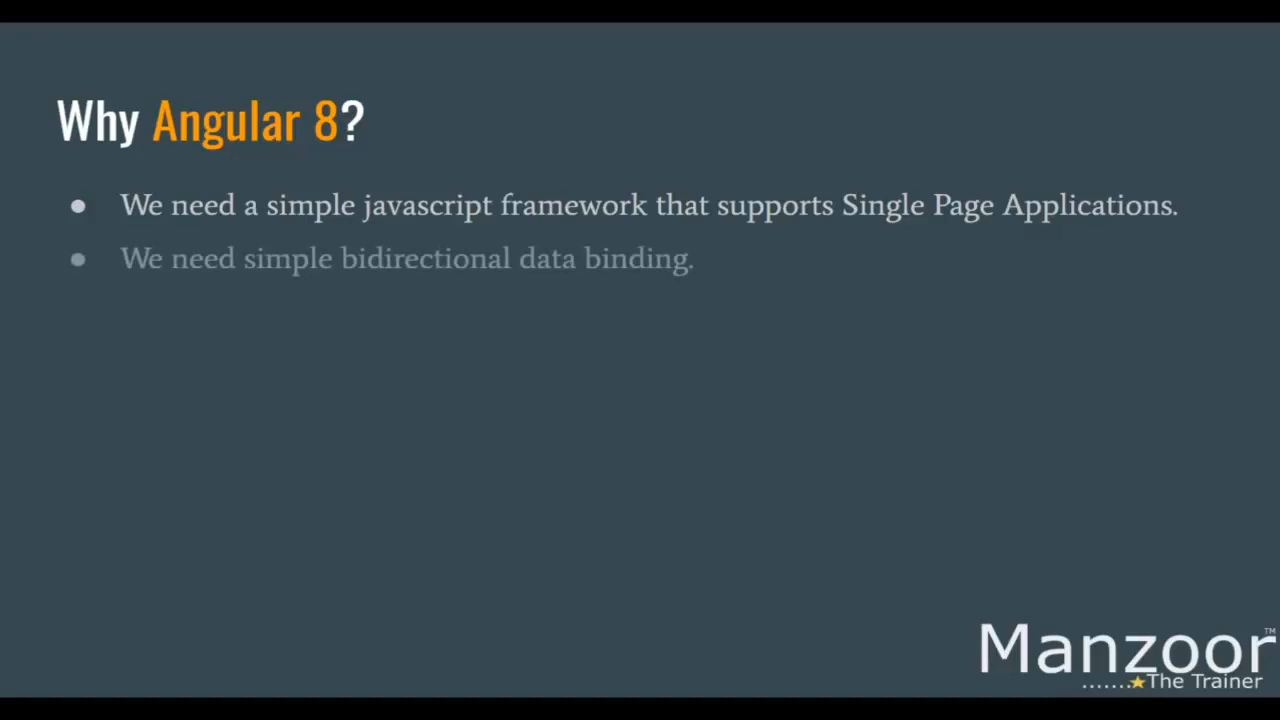 Why Angular 8?
● We need a simple javascript framework that supports Single Page Applications.
● We need simple bidirectional data binding.
Manzoor™
.......★The Trainer